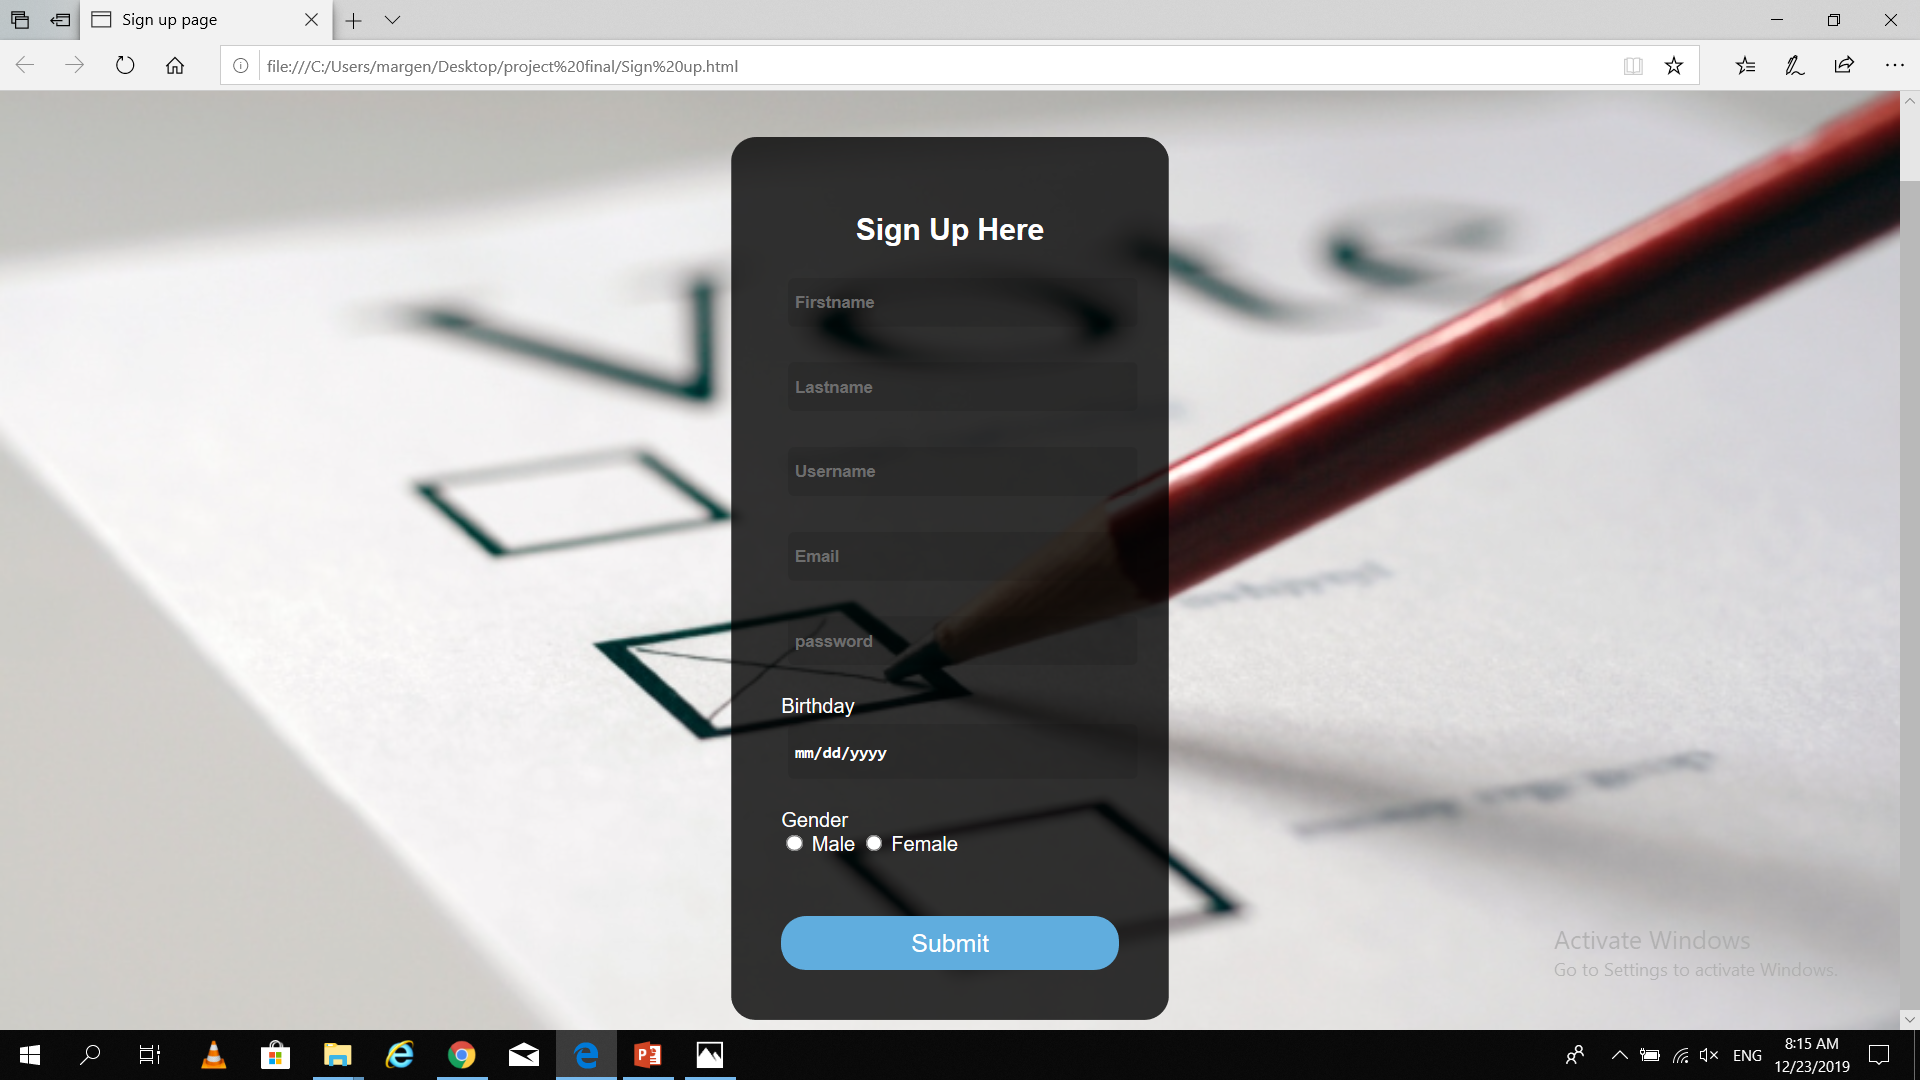 Sign up page
file:///C:/Users/margen/Desktop/project%20final/Sign%20up.html
Sign Up Here
Firstname
Lastname
Username
Email
password
Birthday
mm/dd/yyyy
Gender
Male Female
Submit
Activate Windows
Go to Settings to activate Windows.
ENG
8:15 AM
12/23/2019